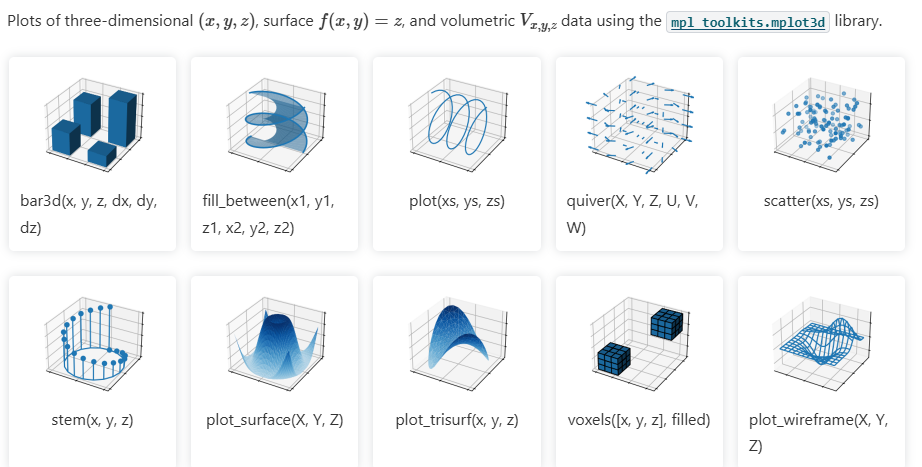 Plots of three-dimensional (x, y, z), surface f(x, y) = z, and volumetric Vx,y,z data using the mpl_toolkits.mplot3d library.
bar3d(x, y, z, dx, dy,
dz)
fill_between(x1, y1,
z1, x2, y2, z2)
plot(xs, ys, zs)
quiver(X, Y, Z, U, V,
W)
scatter(xs, ys, zs)
stem(x, y, z)
plot_surface(X, Y, Z)
plot_trisurf(x, y, z)
voxels([x, y, z], filled)
plot_wireframe(X, Y,
Z)